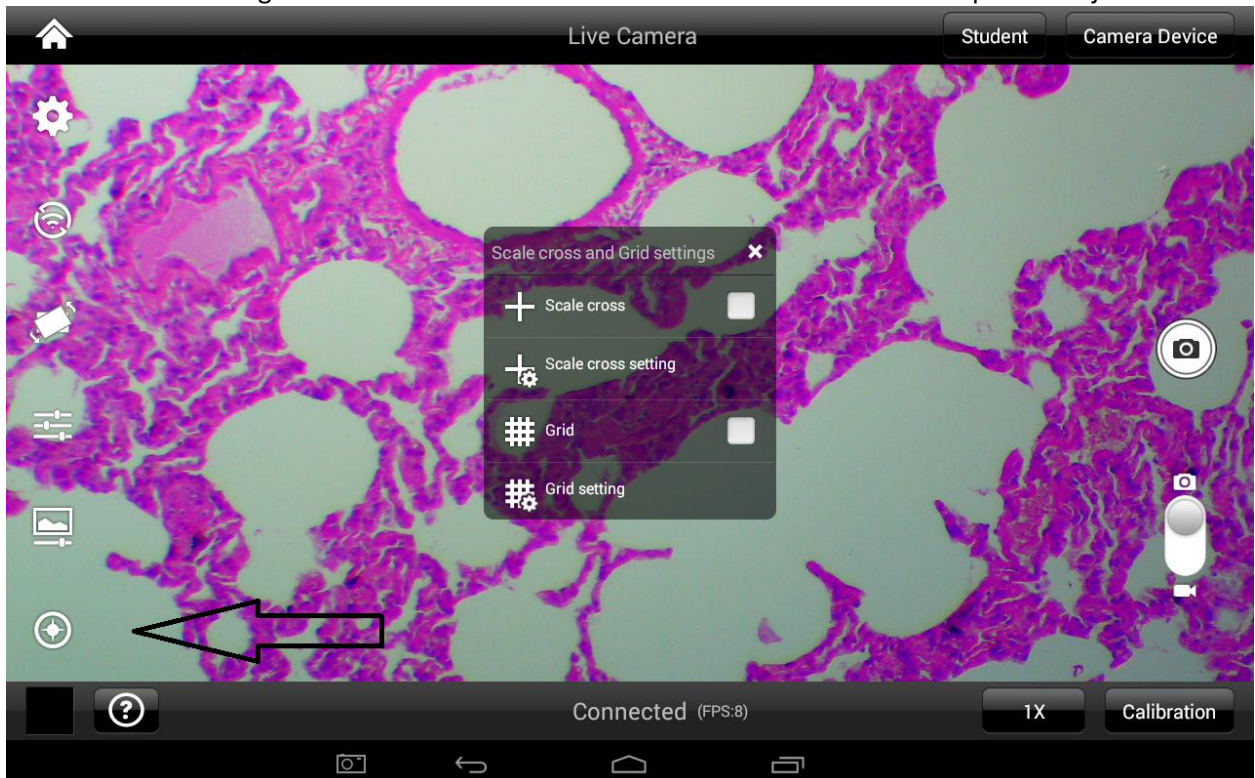 Live Camera
Student
Camera Device
Scale cross and Grid settings
Scale cross
Scale cross setting
Grid
Grid setting
Connected (FPS:8)
1X
Calibration